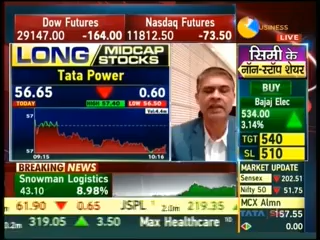 Dow Futures
29147.00 -164.00
Nasdaq Futures
11812.50 -73.50
BUSINESS
LIVE
LONG MIDCAP STOCKS
Tata Power
56.65 0.60
TODAY HIGH 57.40 LOW 56.50
09:15 10:16
सिमी के
नॉन-स्टॉप शेयर
BUY
Bajaj Elec
534.00
3.14%
TGT 540
SL 510
MARKET UPDATE
Sensex 202.51
Nifty 50 51.75
MCX Almn
157.55
0.00
BREAKING NEWS
Snowman Logistics
43.10 8.98%
61.90 0.65 JSPL 219.35
319.05 3.50 Max Healthcare